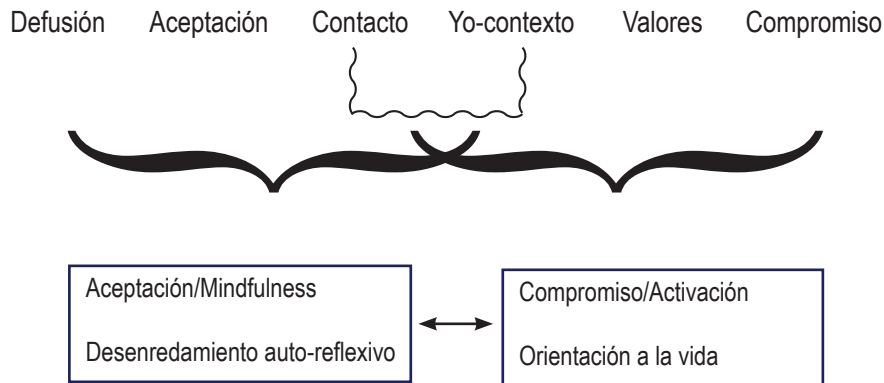 Defusión Aceptación Contacto Yo-contexto Valores Compromiso
Aceptación/Mindfulness
Desenredamiento auto-reflexivo
Compromiso/Activación
Orientación a la vida